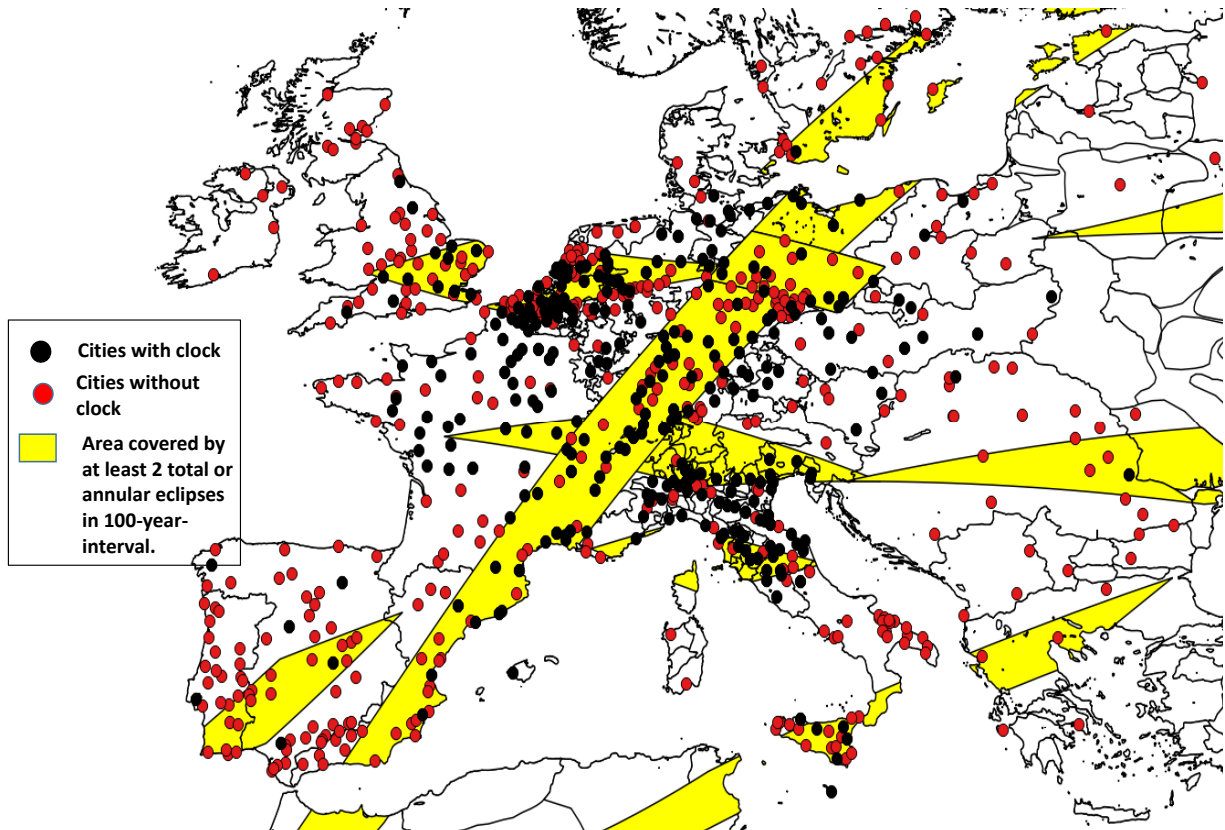 Cities with clock
Cities without
clock
Area covered by
at least 2 total or
annular eclipses
in 100-year-
interval.